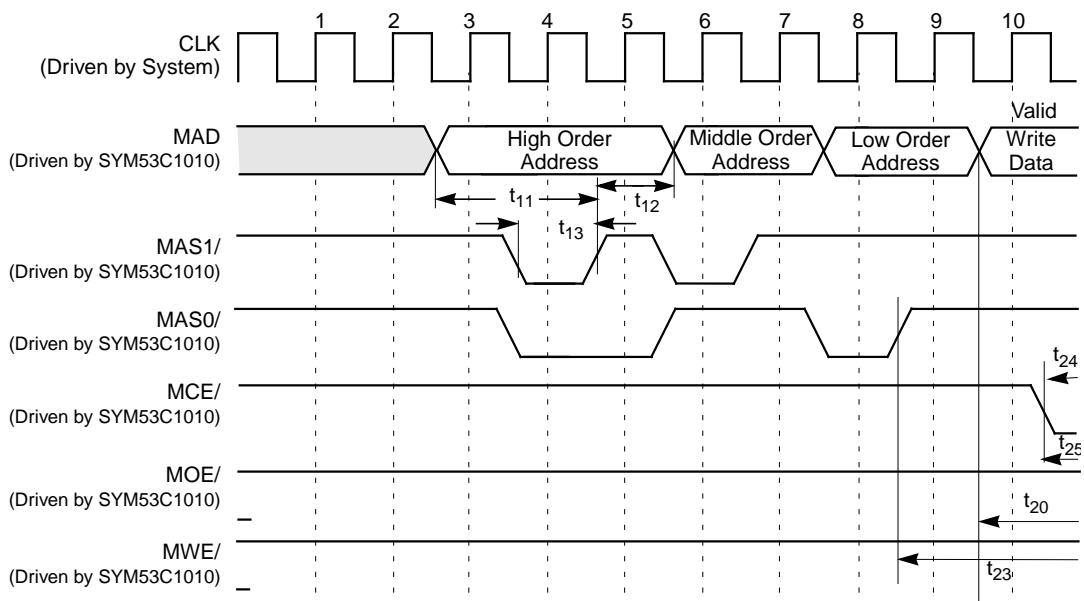 1 2 3 4 5 6 7 8 9 10
CLK
(Driven by System)
Valid
MAD
(Driven by SYM53C1010)
High Order
Address
Middle Order
Address
Low Order
Address
Write
Data
t11
t12
t13
MAS1/
(Driven by SYM53C1010)
MAS0/
(Driven by SYM53C1010)
t24
MCE/
(Driven by SYM53C1010)
t25
MOE/
(Driven by SYM53C1010)
t20
MWE/
(Driven by SYM53C1010)
t23